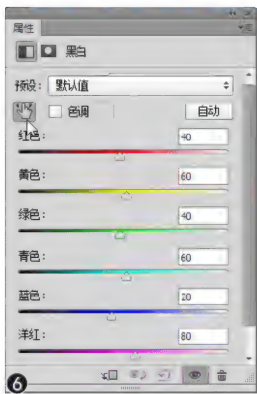 属性
黑白
预设： 默认值
色调 自动
红色： 40
黄色： 60
绿色： 40
青色： 60
蓝色： 20
洋红： 80
6